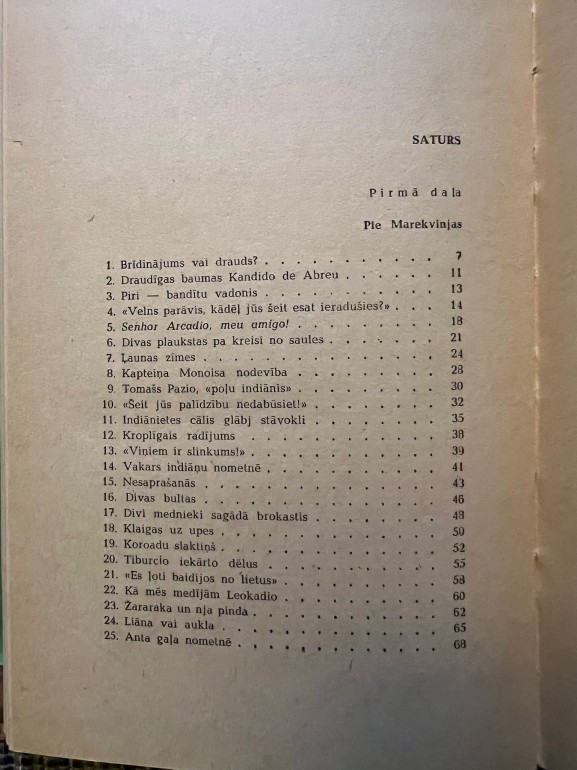 SATURS
Pirmā daļa
Pie Marekvinjas
1. Brīdinājums vai drauds? . . . . . . . . . . . 7
2. Draudīgas baumas Kandido de Abreu . . . . . . 11
3. Piri — bandītu vadonis . . . . . . . . . . . 13
4. «Velns parāvis, kādēļ jūs šeit esat ieradušies?» . . . 14
5. Senhor Arcadio, meu amigo! . . . . . . . . . 18
6. Divas plaukstas pa kreisi no saules . . . . . . 21
7. Ļaunas zīmes . . . . . . . . . . . . . . 24
8. Kapteiņa Monoisa nodevība . . . . . . . . . 28
9. Tomašs Pazio, «poļu indiānis» . . . . . . . . 30
10. «Šeit jūs palīdzību nedabūsiet!» . . . . . . . . 32
11. Indiānietes cālis glābj stāvokli . . . . . . . . 35
12. Kroplīgais radījums . . . . . . . . . . . 38
13. «Viņiem ir slinkums!» . . . . . . . . . . . 39
14. Vakars indiāņu nometnē . . . . . . . . . . 41
15. Nesaprašanās . . . . . . . . . . . . . 43
16. Divas bultas . . . . . . . . . . . . . . 46
17. Divi mednieki sagādā brokastis . . . . . . . . 48
18. Klaigas uz upes . . . . . . . . . . . . . 50
19. Koroadu slaktiņš . . . . . . . . . . . . . 52
20. Tiburcio iekārto dēlus . . . . . . . . . . . 55
21. «Es ļoti baidījos no lietus» . . . . . . . . . . 58
22. Kā mēs medījām Leokadio . . . . . . . . . . 60
23. Žararaka un nja pinda . . . . . . . . . . . 62
24. Liāna vai aukla . . . . . . . . . . . . . 65
25. Anta gaļa nometnē . . . . . . . . . . . . 68